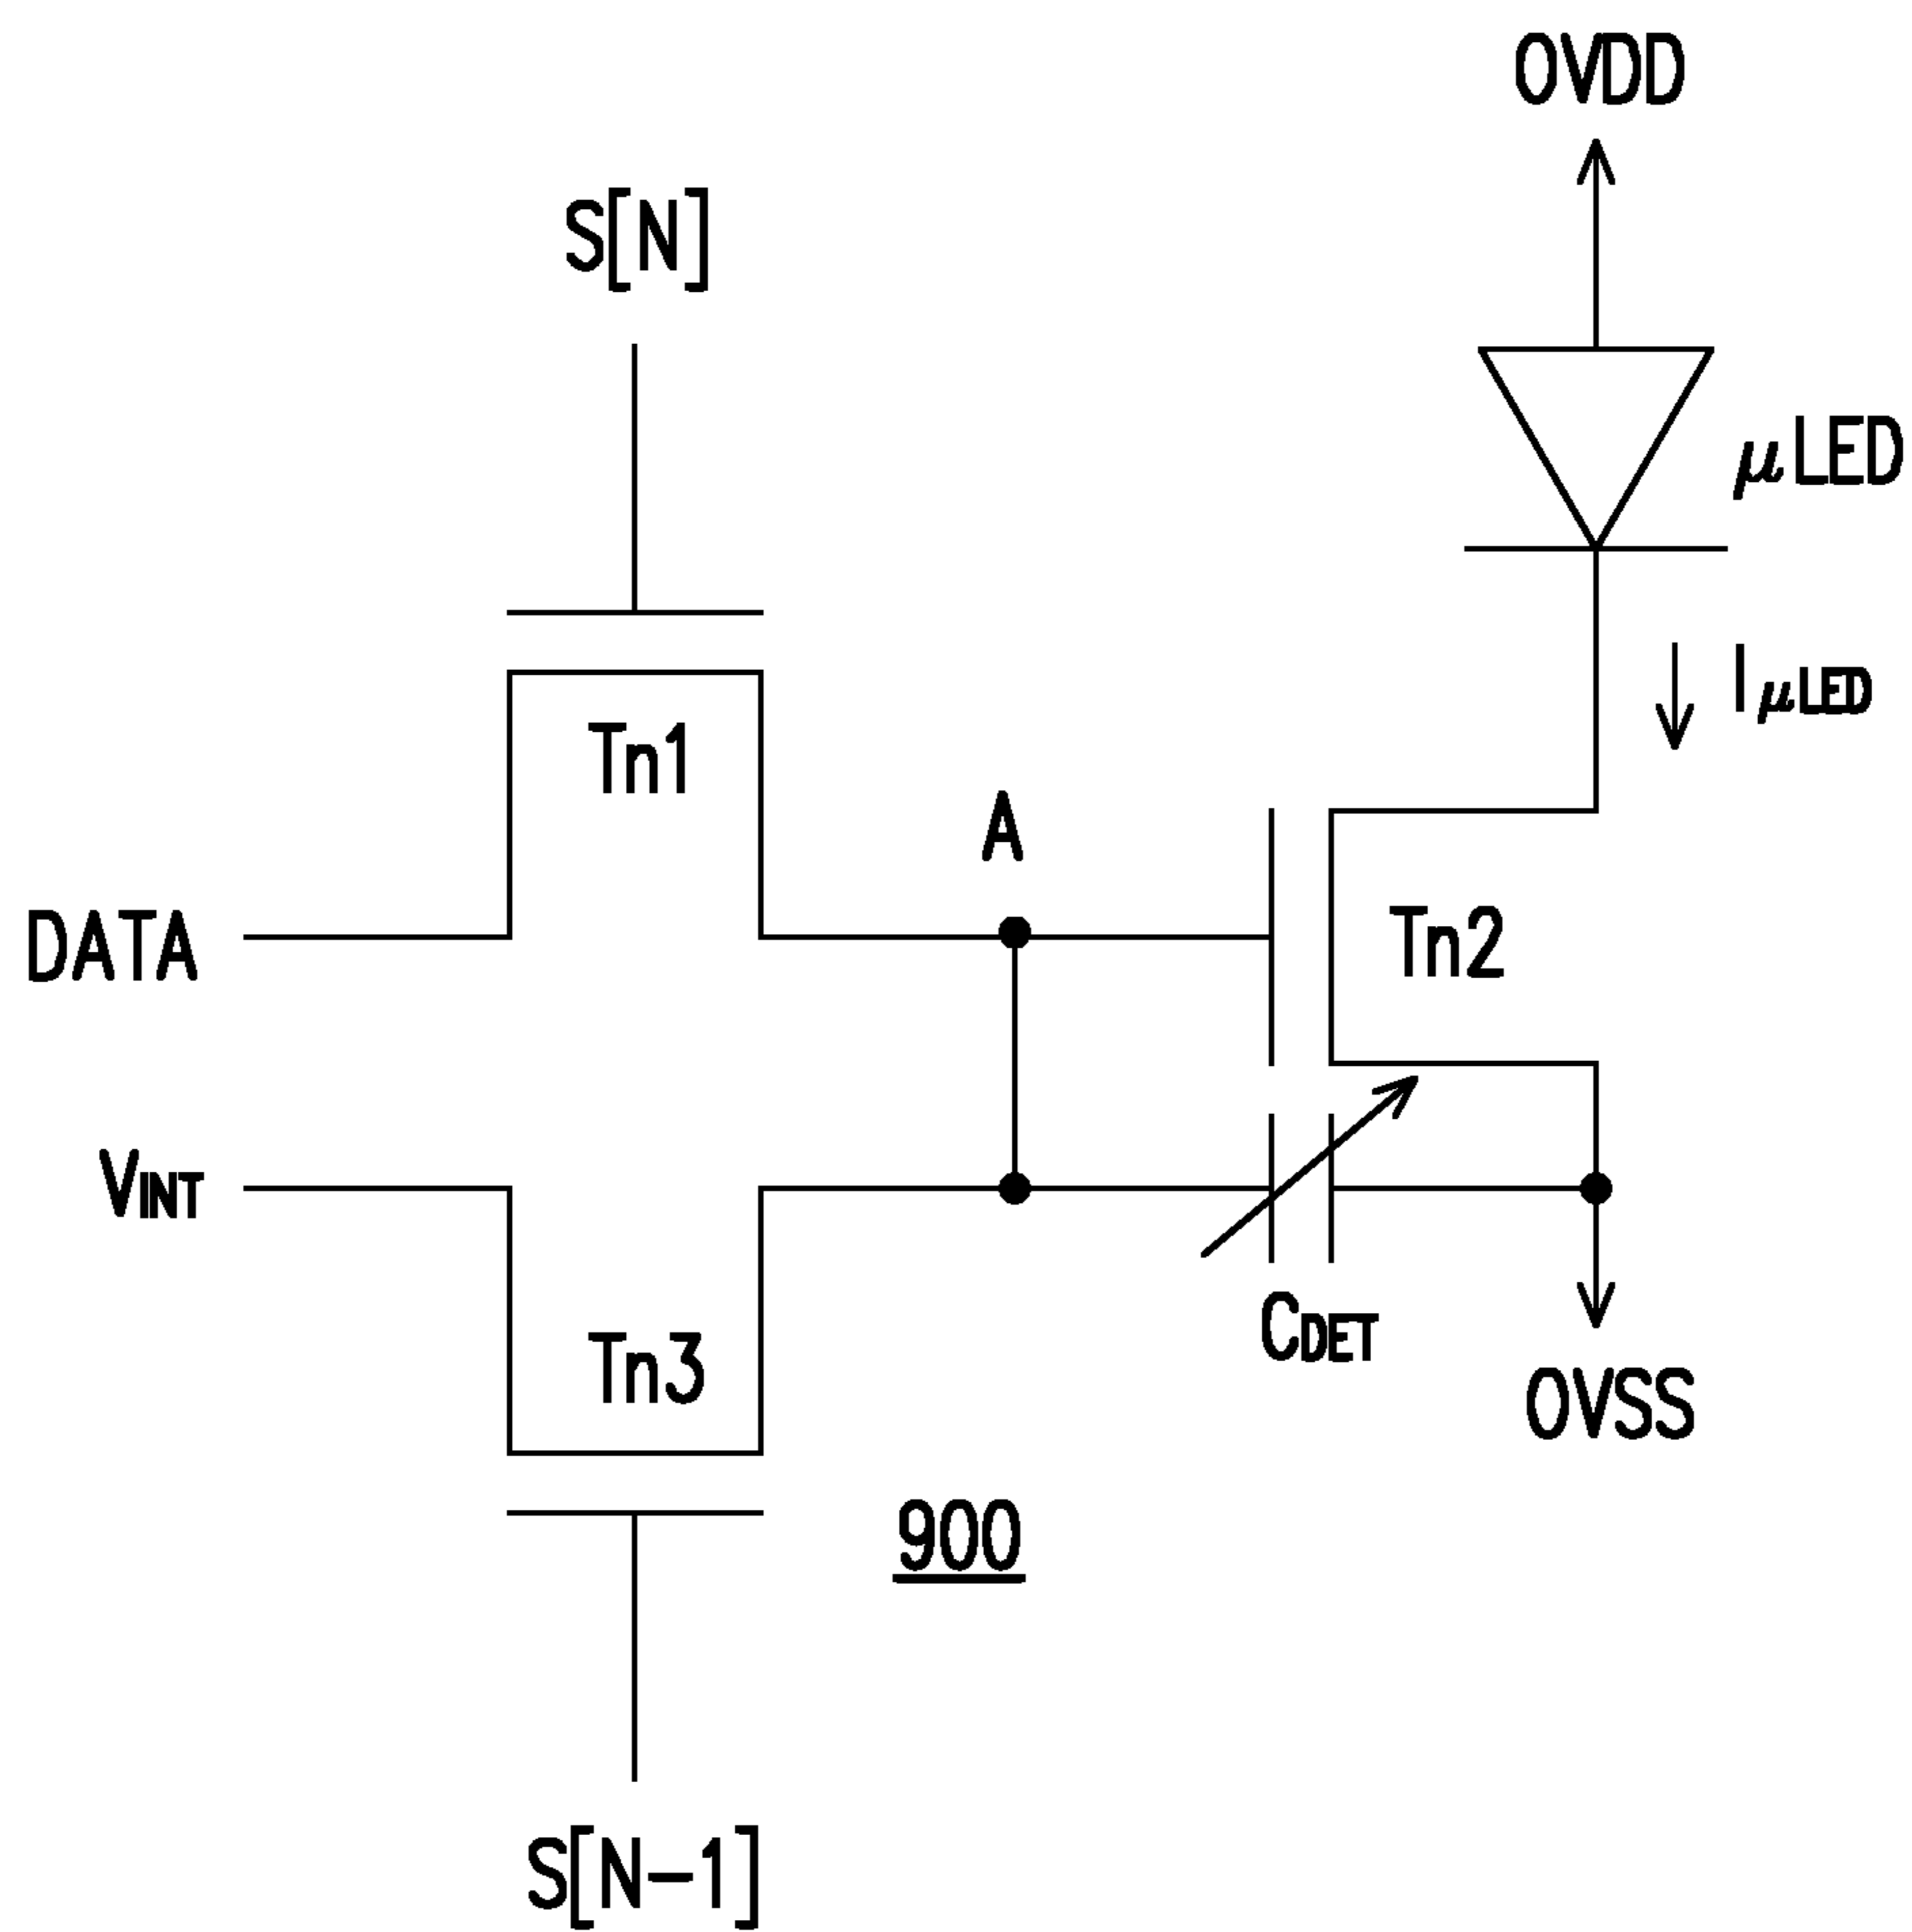 OVDD
S[N]
μLED
IμLED
Tn1
A
DATA
Tn2
VINT
CDET
Tn3
OVSS
900
S[N-1]